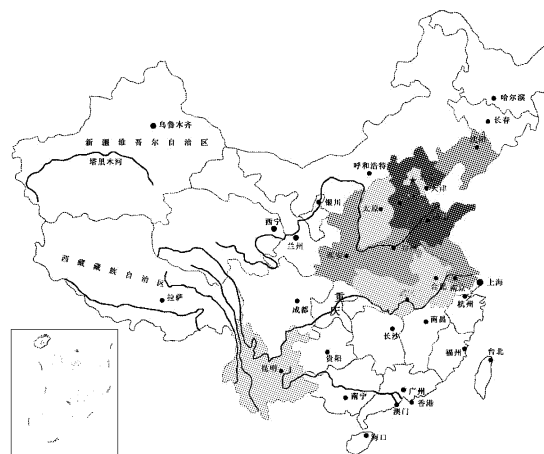 哈尔滨
长春
乌鲁木齐
新疆维吾尔自治区
塔里木河
呼和浩特
天津
银川
太原
西宁
兰州
西安
西藏藏族自治区
拉萨
成都
重庆
合肥
南京
上海
杭州
南昌
长沙
贵阳
福州
台北
昆明
南宁
广州
澳门
香港
海口